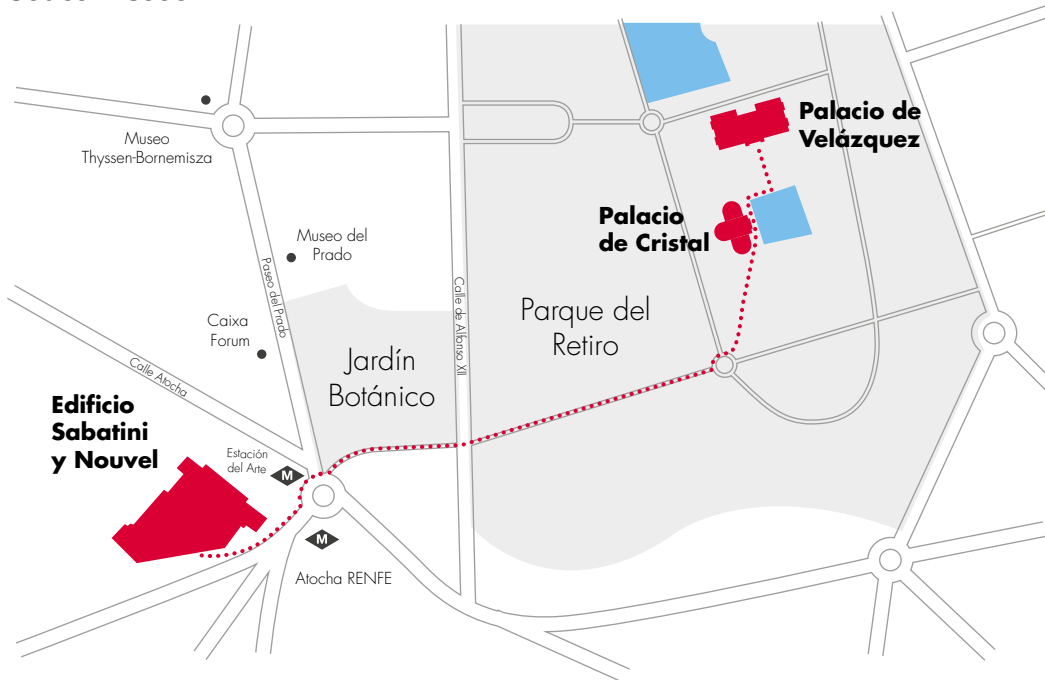 Palacio de
Velázquez
Museo
Thyssen-Bornemisza
Palacio
de Cristal
Museo del
Prado
Paseo del Prado
Calle de Alfonso XII
Parque del
Retiro
Caixa
Forum
Jardín
Botánico
Calle Atocha
Edificio
Sabatini
y Nouvel
Estación
del Arte
M
M
Atocha RENFE